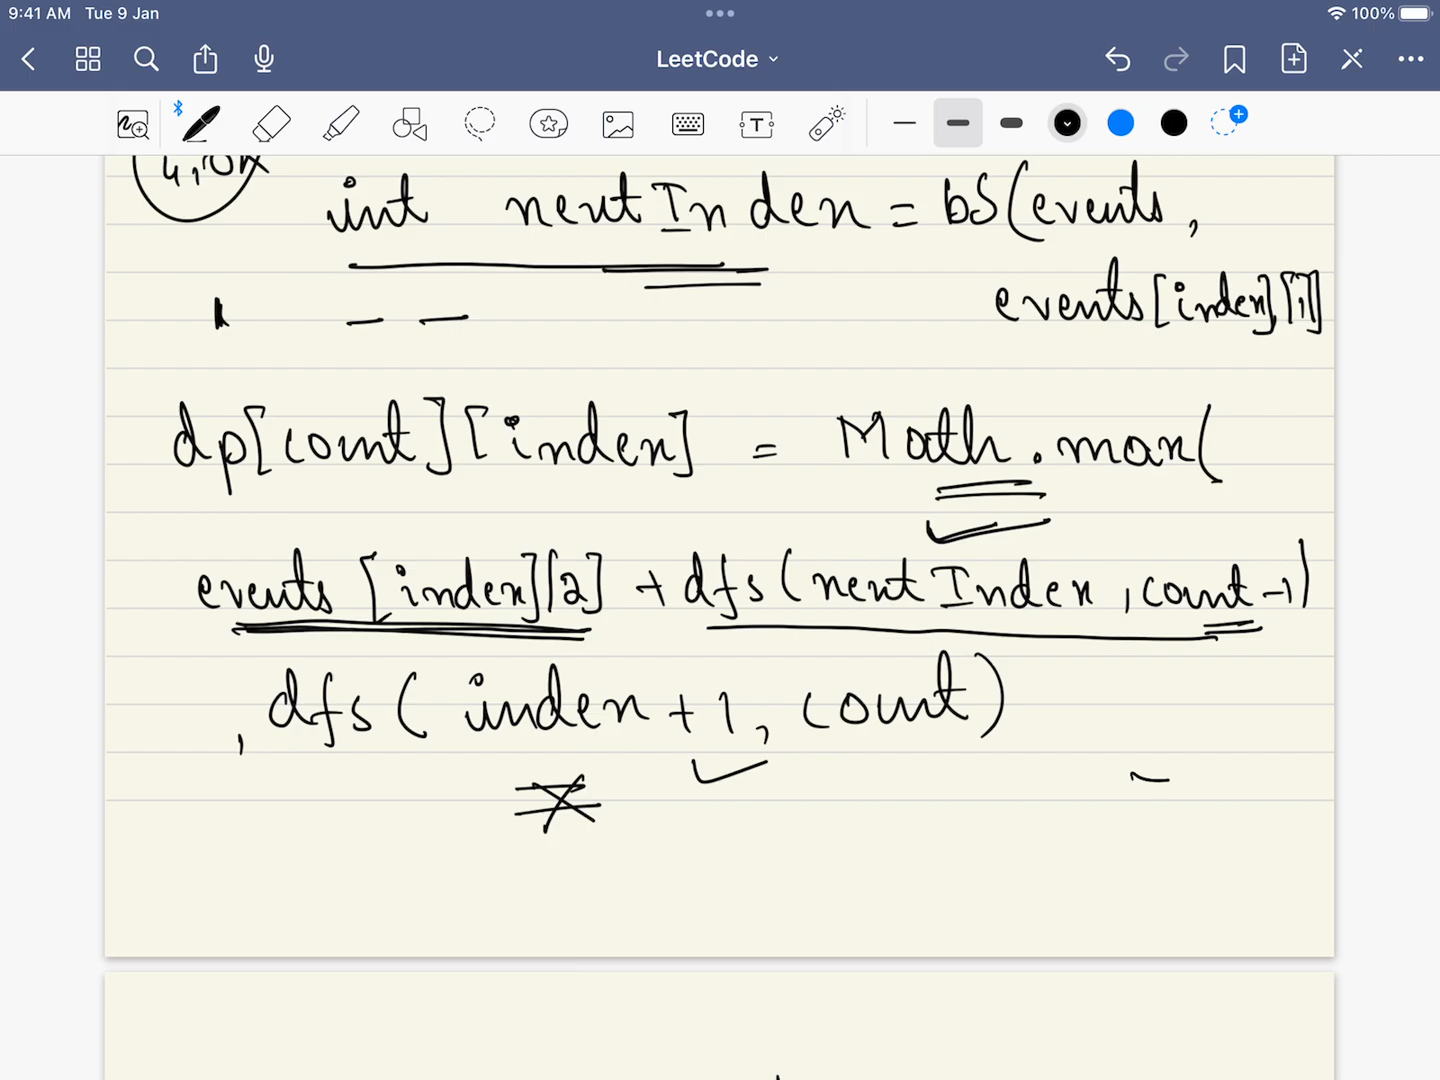 9:41 AM Tue 9 Jan
100%
LeetCode
int nextIndex = bS(events,
events[index][1]
dp[count][index] = Math.max(
events[index][2] + dfs(nextIndex, count-1)
, dfs(index+1, count)